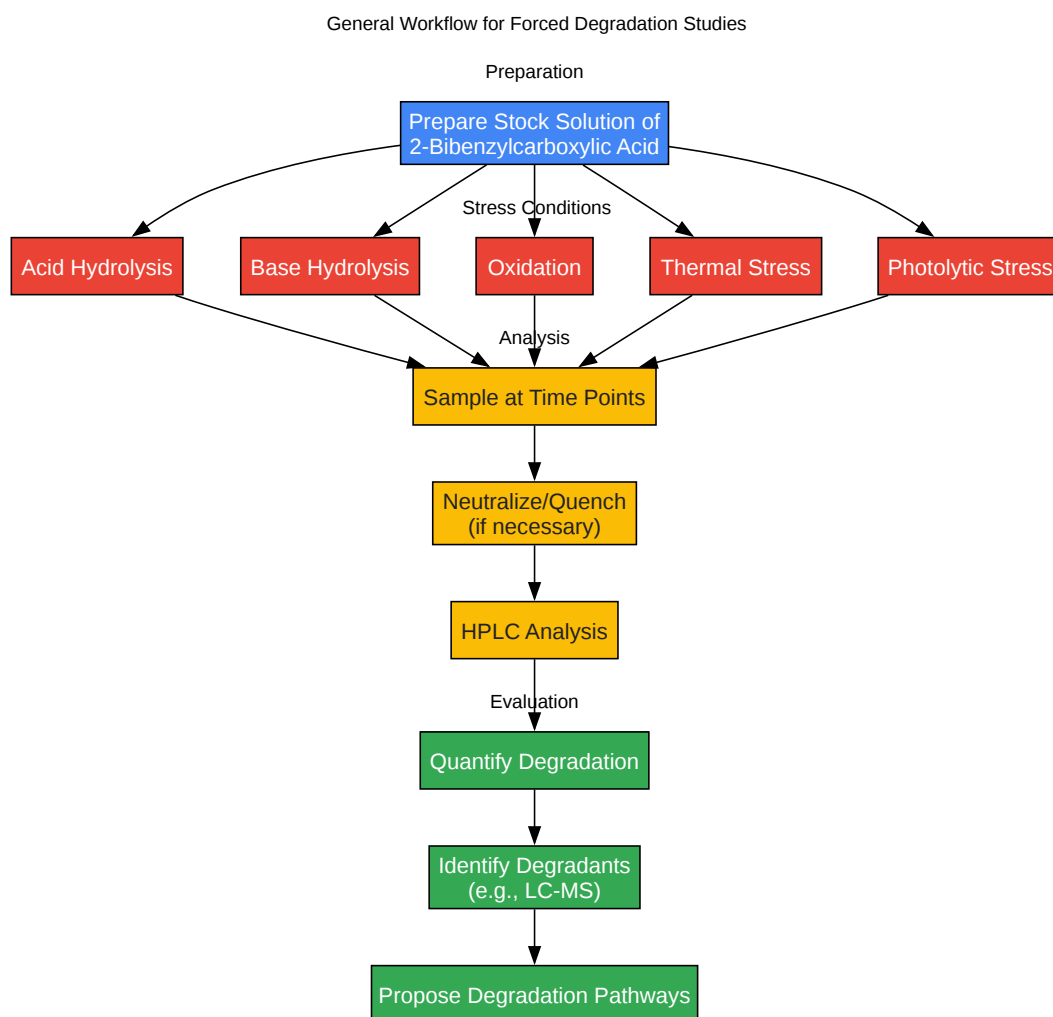 General Workflow for Forced Degradation Studies
Preparation
Prepare Stock Solution of
2-Bibenzylcarboxylic Acid
Stress Conditions
Acid Hydrolysis
Base Hydrolysis
Oxidation
Thermal Stress
Photolytic Stress
Analysis
Sample at Time Points
Neutralize/Quench
(if necessary)
HPLC Analysis
Evaluation
Quantify Degradation
Identify Degradants
(e.g., LC-MS)
Propose Degradation Pathways